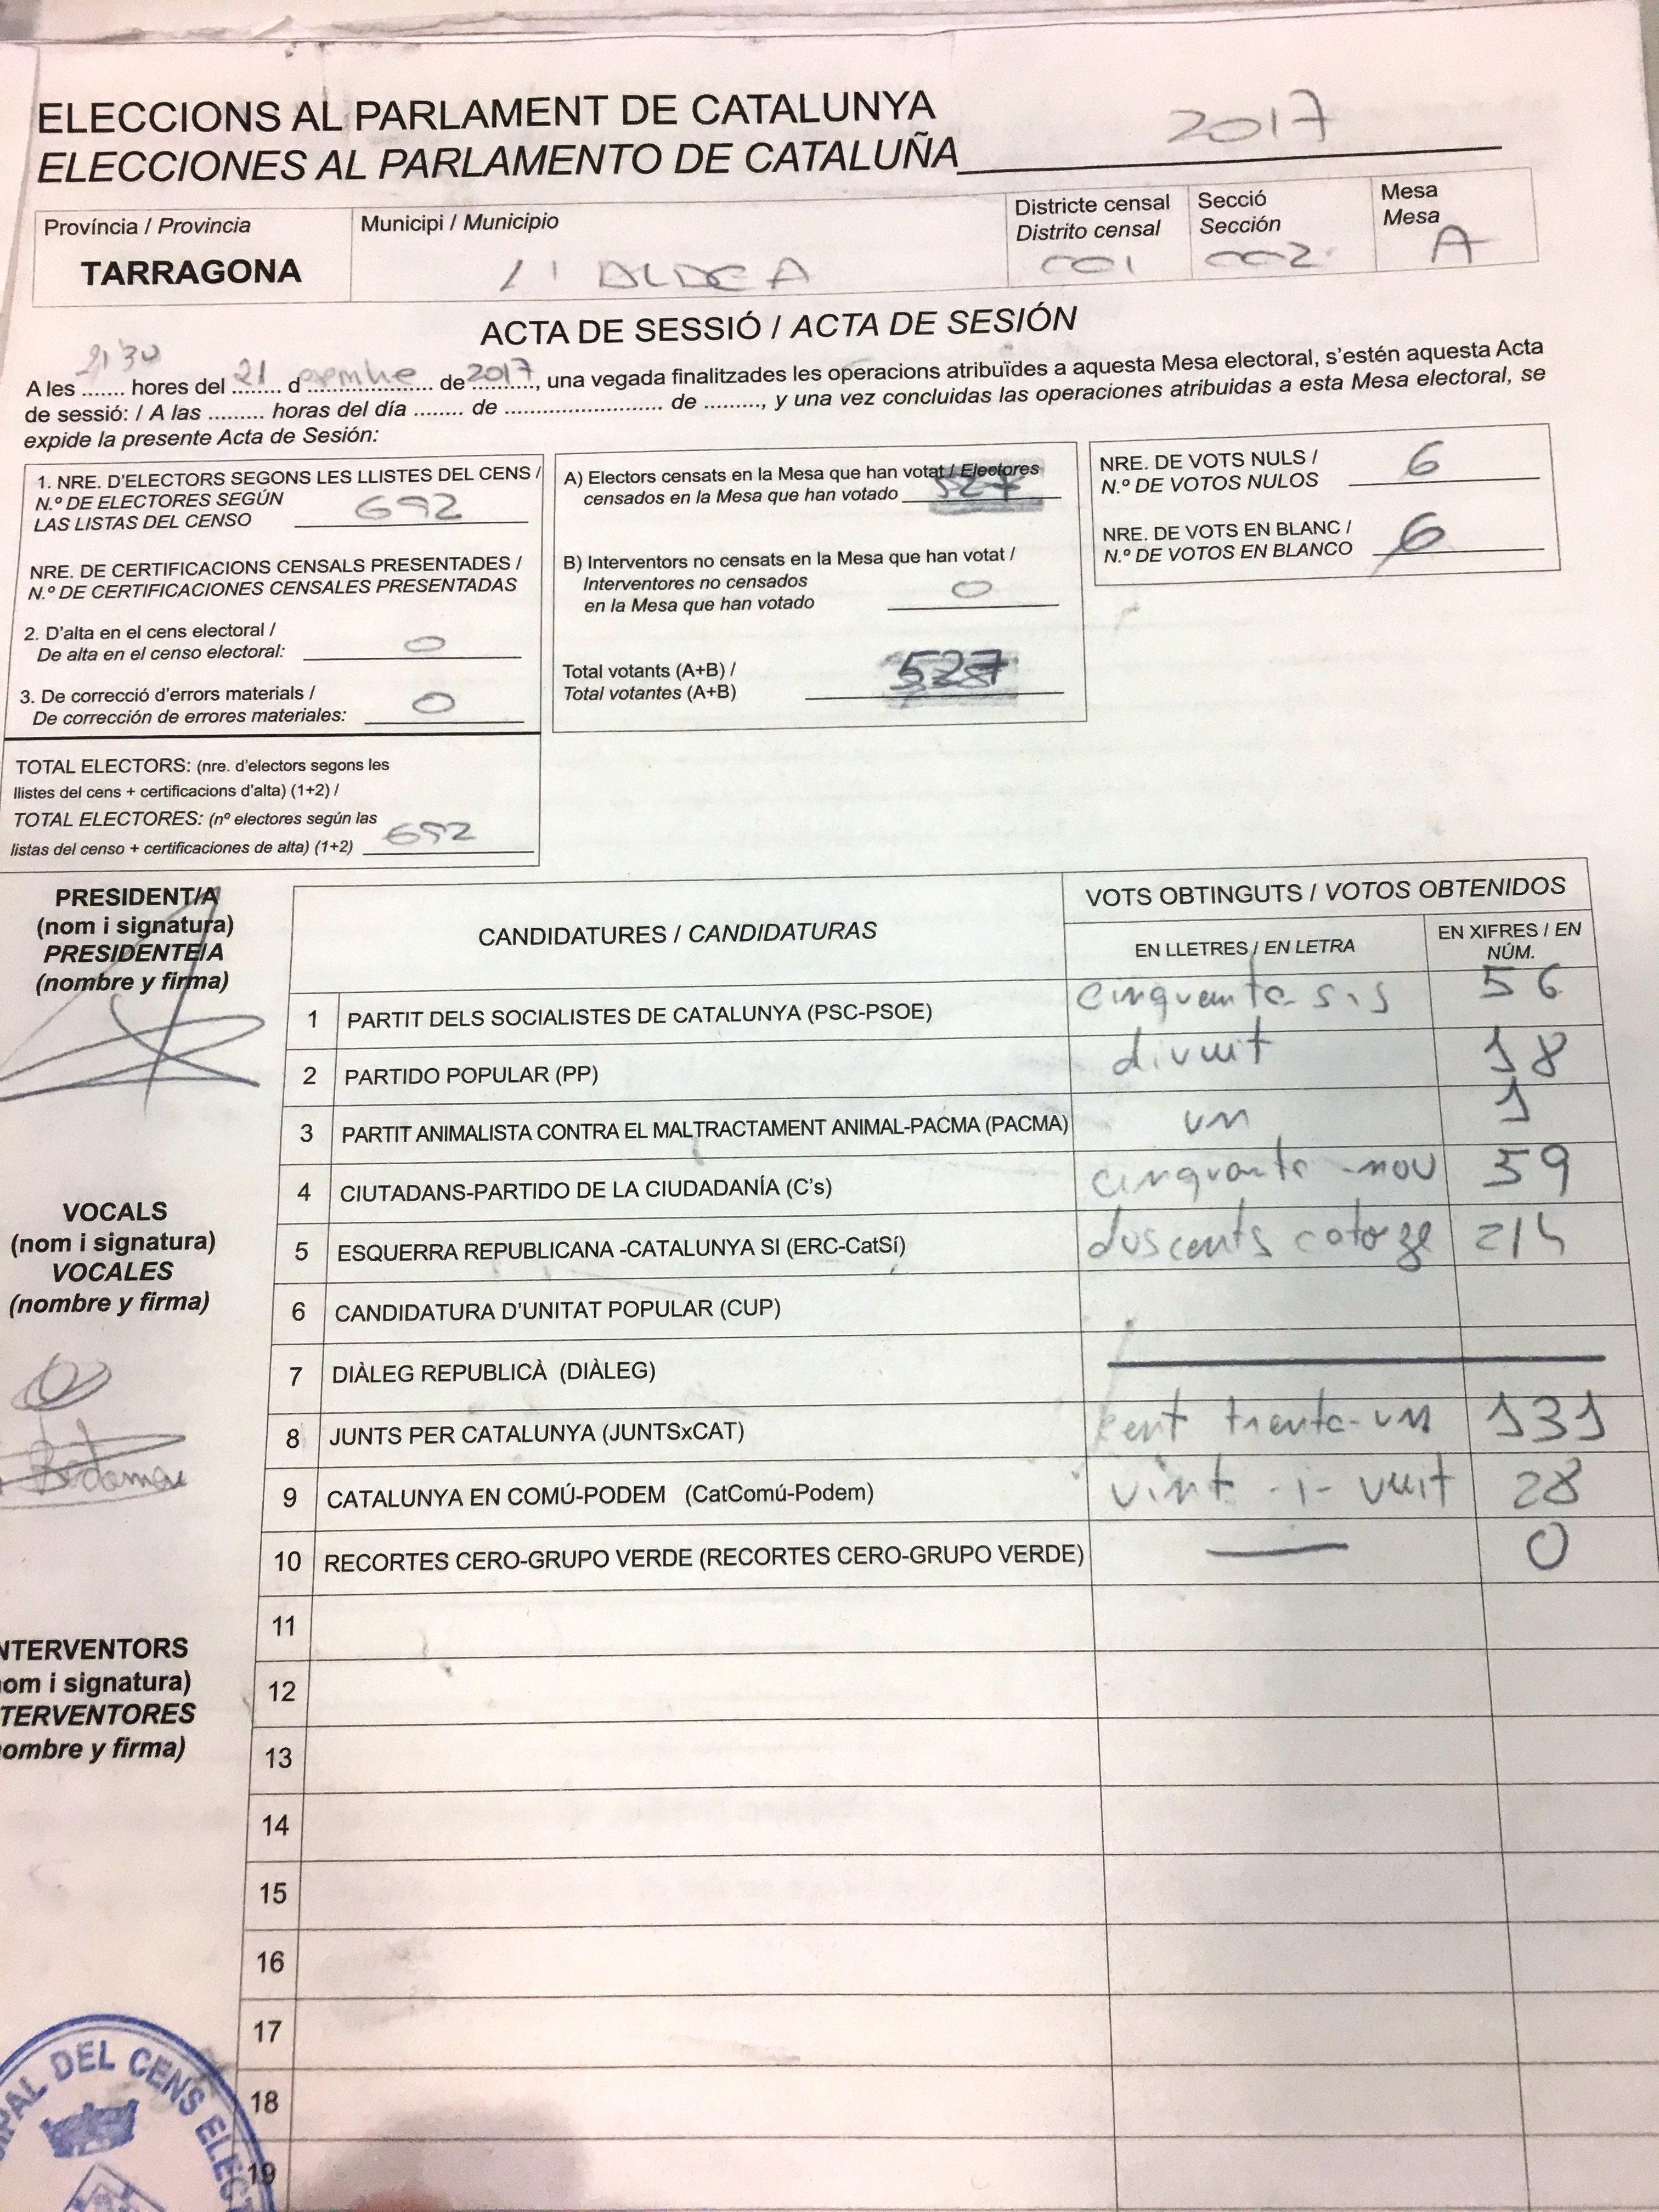 ELECCIONS AL PARLAMENT DE CATALUNYA
ELECCIONES AL PARLAMENTO DE CATALUÑA 2017
Província / Provincia
TARRAGONA
Municipi / Municipio
L'ALDEA
Districte censal
Distrito censal
001
Secció
Sección
002
Mesa
Mesa
A
ACTA DE SESSIÓ / ACTA DE SESIÓN
21'30
A les ....... hores del 21 d ........ de 2017, una vegada finalitzades les operacions atribuïdes a aquesta Mesa electoral, s'estén aquesta Acta
de sessió: / A las ......... horas del día ........ de ......................... de ........., y una vez concluidas las operaciones atribuidas a esta Mesa electoral, se
expide la presente Acta de Sesión:
1. NRE. D'ELECTORS SEGONS LES LLISTES DEL CENS /
N.º DE ELECTORES SEGÚN
LAS LISTAS DEL CENSO 692
NRE. DE CERTIFICACIONS CENSALS PRESENTADES /
N.º DE CERTIFICACIONES CENSALES PRESENTADAS
2. D'alta en el cens electoral /
De alta en el censo electoral: 0
3. De correcció d'errors materials /
De corrección de errores materiales: 0
TOTAL ELECTORS: (nre. d'electors segons les
llistes del cens + certificacions d'alta) (1+2) /
TOTAL ELECTORES: (nº electores según las
listas del censo + certificaciones de alta) (1+2) 692
A) Electors censats en la Mesa que han votat / Electores
censados en la Mesa que han votado 527
B) Interventors no censats en la Mesa que han votat /
Interventores no censados
en la Mesa que han votado 0
Total votants (A+B) /
Total votantes (A+B) 527
NRE. DE VOTS NULS /
N.º DE VOTOS NULOS 6
NRE. DE VOTS EN BLANC /
N.º DE VOTOS EN BLANCO 6
PRESIDENT/A
(nom i signatura)
PRESIDENTE/A
(nombre y firma)
VOCALS
(nom i signatura)
VOCALES
(nombre y firma)
NTERVENTORS
om i signatura)
TERVENTORES
ombre y firma)
CANDIDATURES / CANDIDATURAS
VOTS OBTINGUTS / VOTOS OBTENIDOS
EN LLETRES / EN LETRA
EN XIFRES / EN
NÚM.
1 PARTIT DELS SOCIALISTES DE CATALUNYA (PSC-PSOE) cinquanta-sis 56
2 PARTIDO POPULAR (PP) divuit 18
3 PARTIT ANIMALISTA CONTRA EL MALTRACTAMENT ANIMAL-PACMA (PACMA) un 1
4 CIUTADANS-PARTIDO DE LA CIUDADANÍA (C's) cinquanta-nou 59
5 ESQUERRA REPUBLICANA -CATALUNYA SI (ERC-CatSí) doscents catorze 214
6 CANDIDATURA D'UNITAT POPULAR (CUP)
7 DIÀLEG REPUBLICÀ (DIÀLEG)
8 JUNTS PER CATALUNYA (JUNTSxCAT) cent trenta-un 131
9 CATALUNYA EN COMÚ-PODEM (CatComú-Podem) vint-i-vuit 28
10 RECORTES CERO-GRUPO VERDE (RECORTES CERO-GRUPO VERDE) — 0
11
12
13
14
15
16
17
18
19
DEL CENS